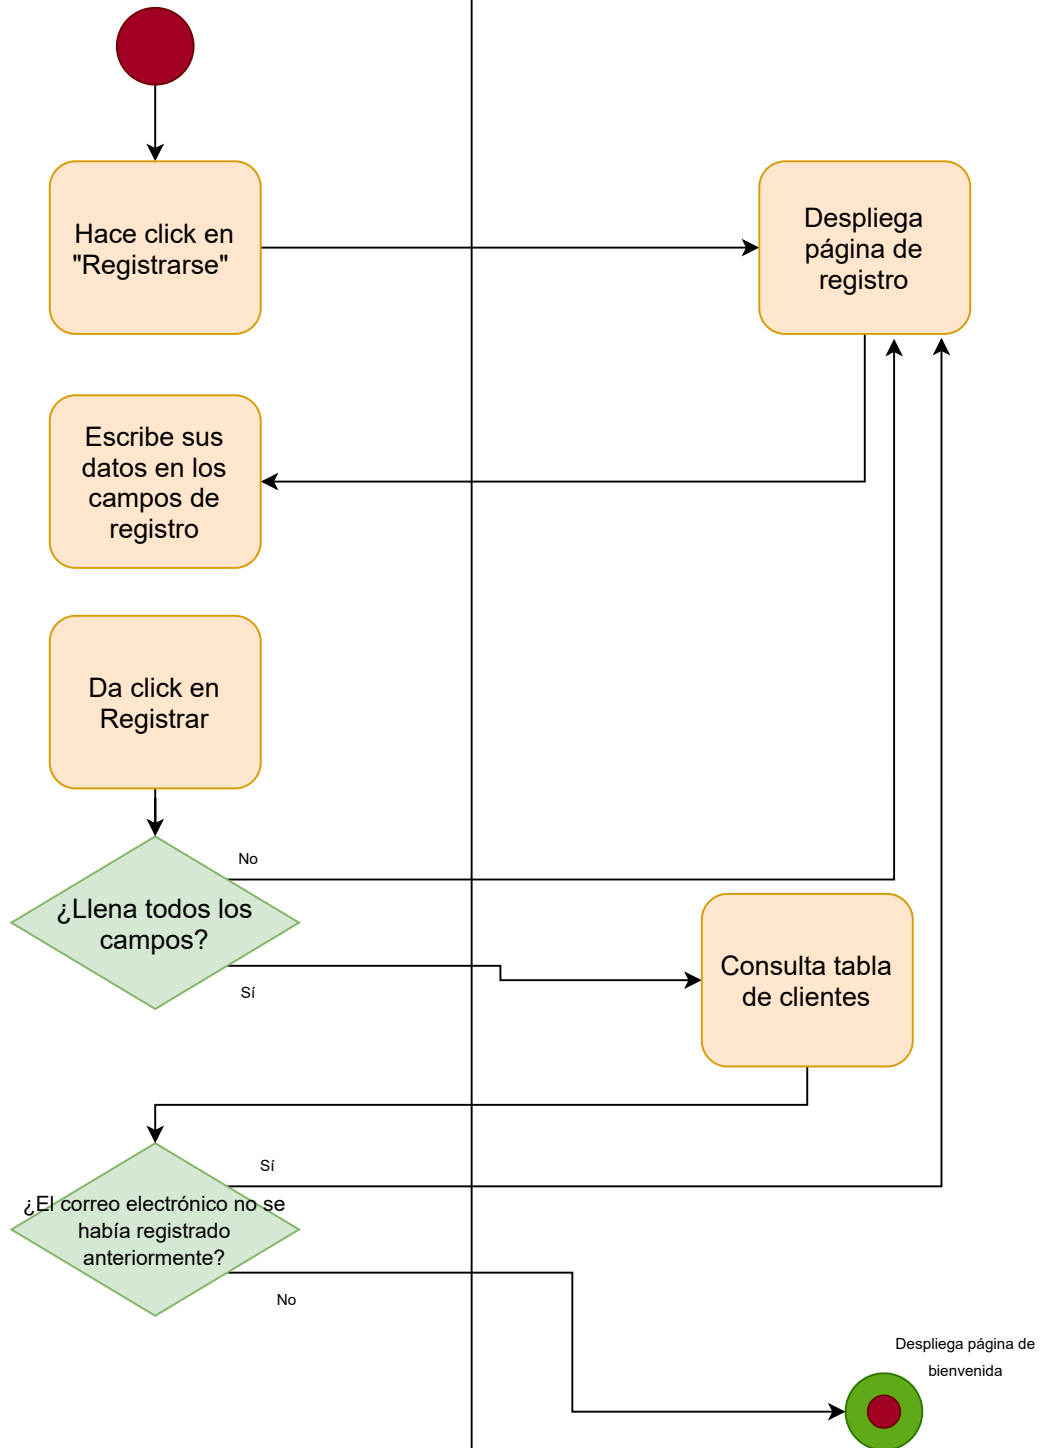 Hace click en
"Registrarse"
Despliega
página de
registro
Escribe sus
datos en los
campos de
registro
Da click en
Registrar
No
¿Llena todos los
campos?
Sí
Consulta tabla
de clientes
Sí
¿El correo electrónico no se
había registrado
anteriormente?
No
Despliega página de
bienvenida